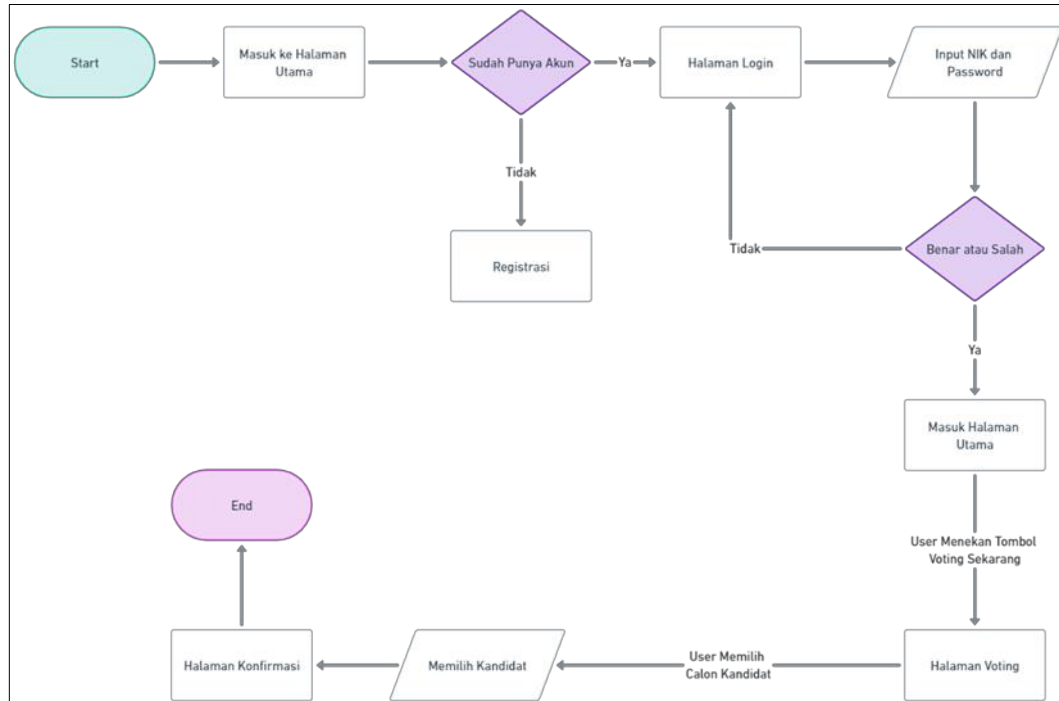 Start
Masuk ke Halaman
Utama
Sudah Punya Akun
Ya
Halaman Login
Input NIK dan
Password
Tidak
Registrasi
Tidak
Benar atau Salah
Ya
Masuk Halaman
Utama
User Menekan Tombol
Voting Sekarang
Halaman Voting
User Memilih
Calon Kandidat
Memilih Kandidat
Halaman Konfirmasi
End